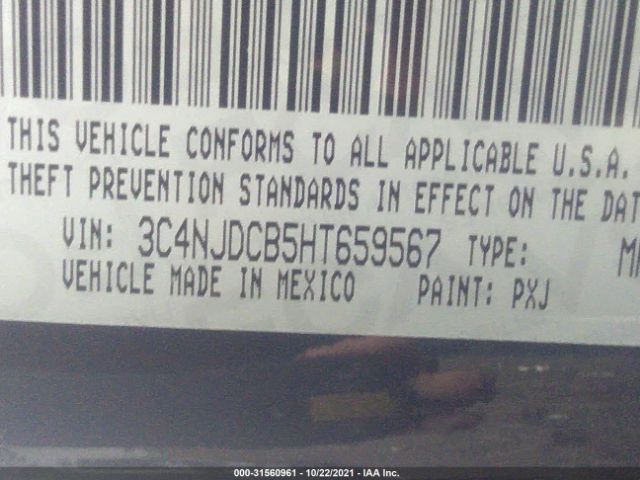 THIS VEHICLE CONFORMS TO ALL APPLICABLE U.S.A.
THEFT PREVENTION STANDARDS IN EFFECT ON THE DAT
VIN: 3C4NJDCB5HT659567 TYPE: M
VEHICLE MADE IN MEXICO PAINT: PXJ
000-31560961 - 10/22/2021 - IAA Inc.